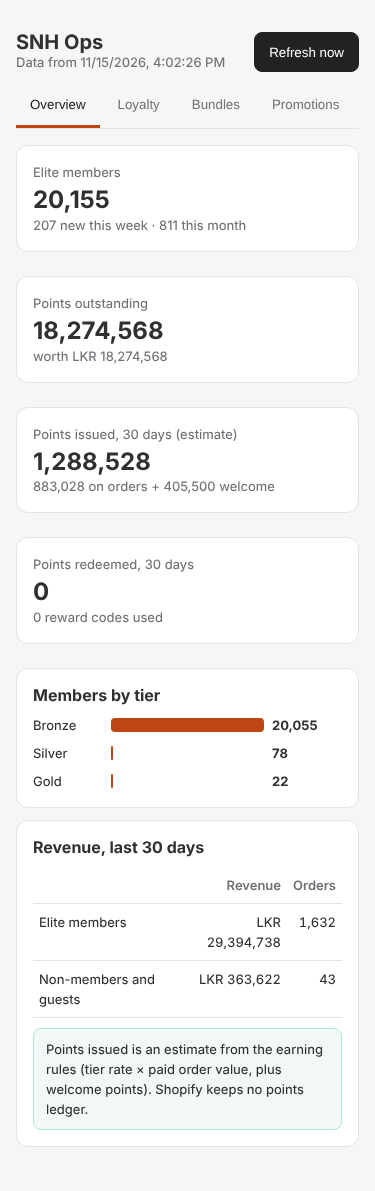 SNH Ops
Data from 11/15/2026, 4:02:26 PM
Refresh now
Overview
Loyalty
Bundles
Promotions
Elite members
20,155
207 new this week · 811 this month
Points outstanding
18,274,568
worth LKR 18,274,568
Points issued, 30 days (estimate)
1,288,528
883,028 on orders + 405,500 welcome
Points redeemed, 30 days
0
0 reward codes used
Members by tier
Bronze 20,055
Silver 78
Gold 22
Revenue, last 30 days
Revenue Orders
Elite members LKR 1,632
29,394,738
Non-members and LKR 363,622 43
guests
Points issued is an estimate from the earning
rules (tier rate × paid order value, plus
welcome points). Shopify keeps no points
ledger.